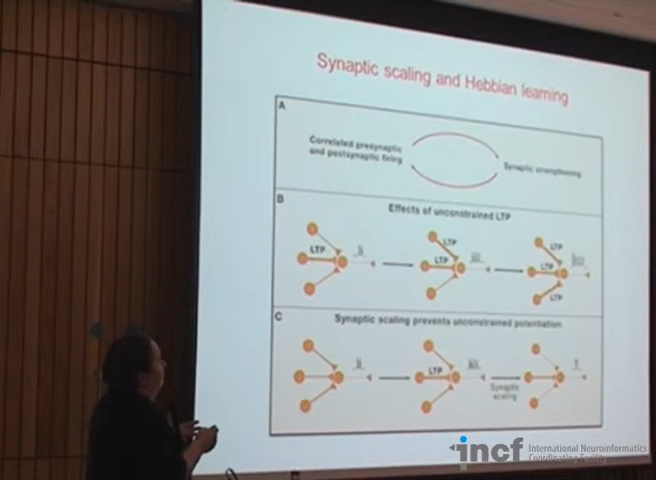 Synaptic scaling and Hebbian learning
A
Correlated presynaptic
and postsynaptic firing
Synaptic strengthening
B
Effects of unconstrained LTP
LTP
LTP
LTP
LTP
LTP
LTP
C
Synaptic scaling prevents unconstrained potentiation
LTP
Synaptic
scaling
incf
International Neuroinformatics
Coordinating Facility